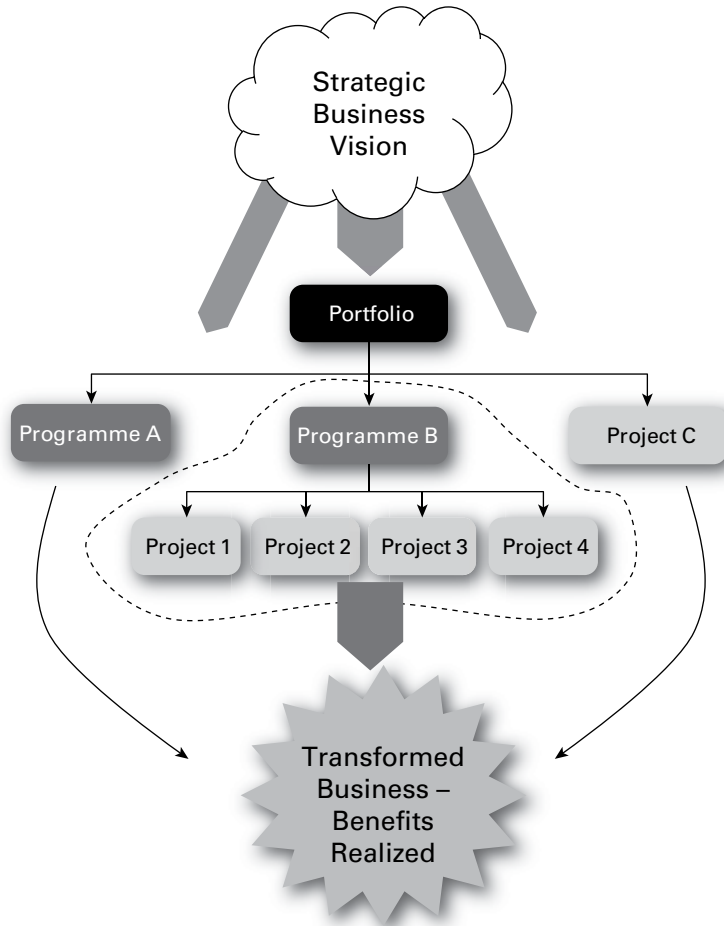 Strategic
Business
Vision
Portfolio
Programme A
Programme B
Project C
Project 1
Project 2
Project 3
Project 4
Transformed
Business –
Benefits
Realized